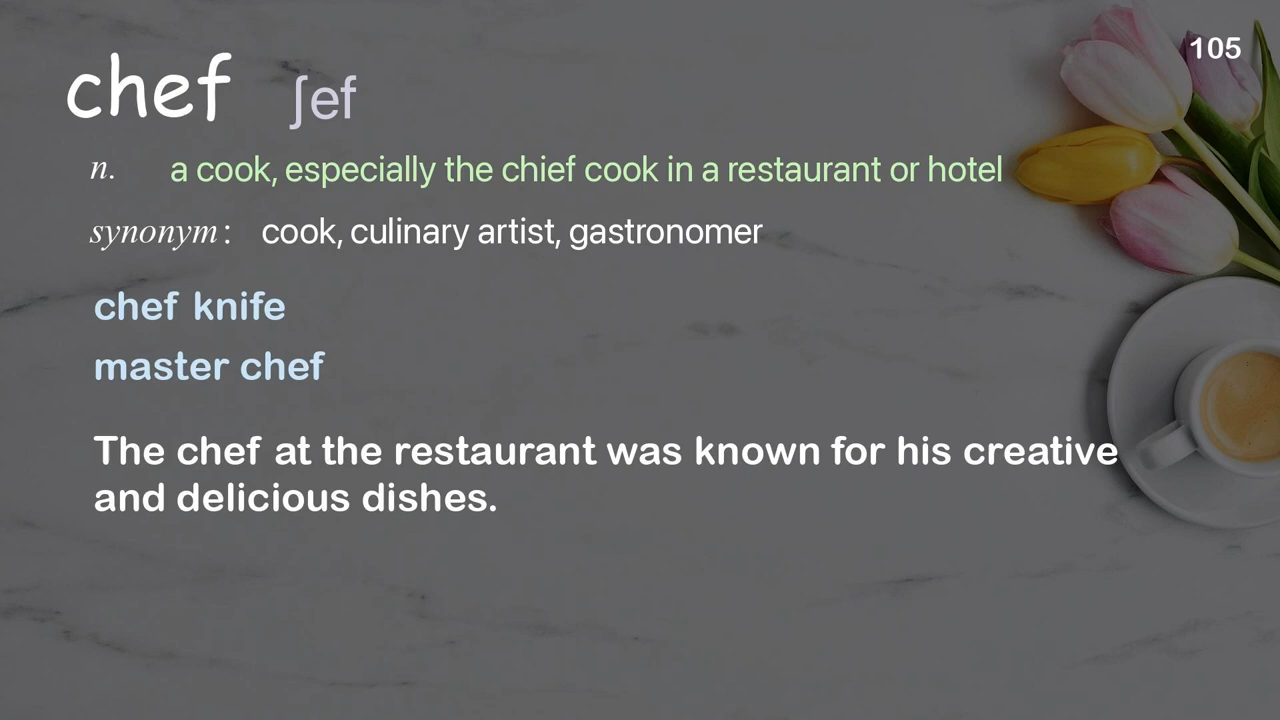 105
chef ʃef
n. a cook, especially the chief cook in a restaurant or hotel
synonym : cook, culinary artist, gastronomer
chef knife
master chef
The chef at the restaurant was known for his creative
and delicious dishes.